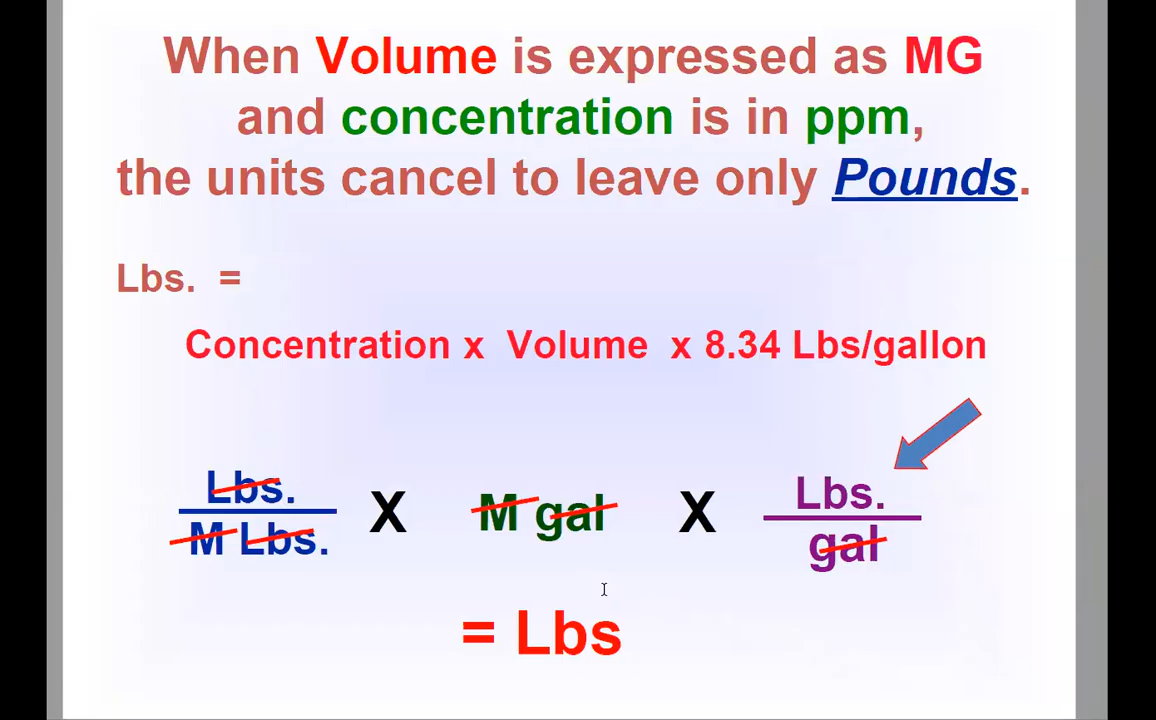 When Volume is expressed as MG
and concentration is in ppm,
the units cancel to leave only Pounds.
Lbs. =
Concentration x Volume x 8.34 Lbs/gallon
Lbs.
M Lbs.
X
M gal
X
Lbs.
gal
= Lbs